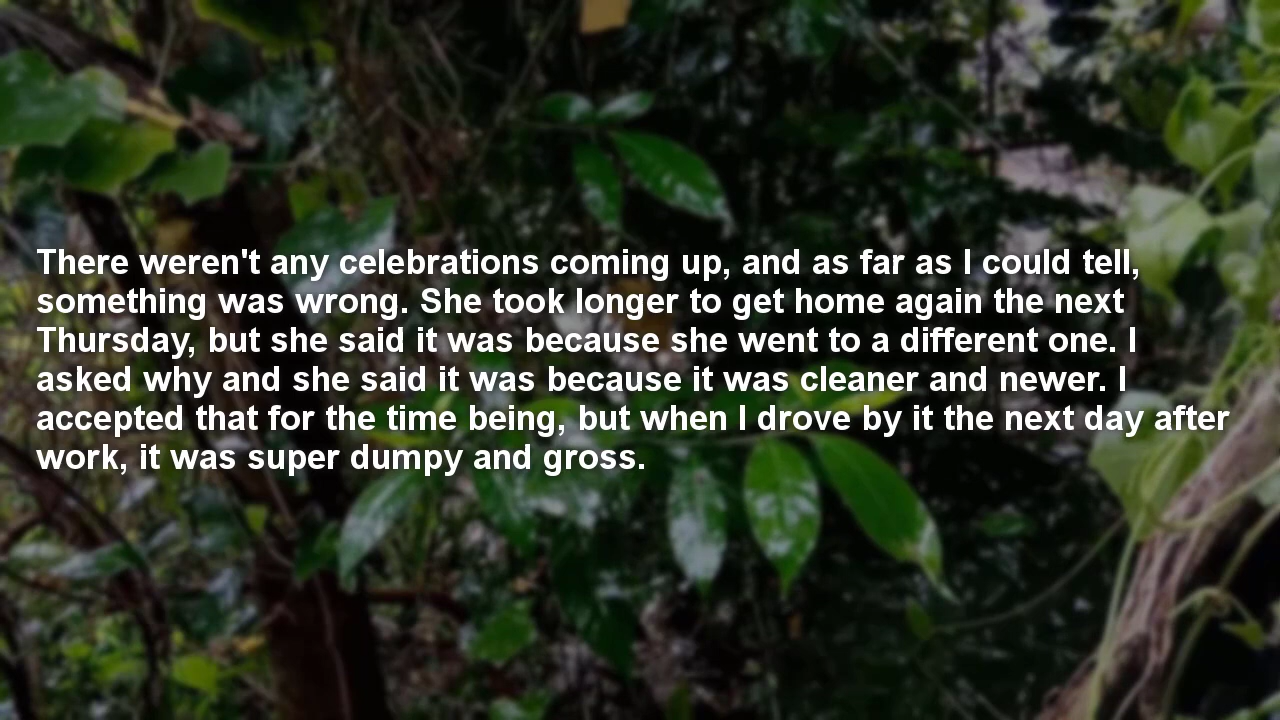 There weren't any celebrations coming up, and as far as I could tell,
something was wrong. She took longer to get home again the next
Thursday, but she said it was because she went to a different one. I
asked why and she said it was because it was cleaner and newer. I
accepted that for the time being, but when I drove by it the next day after
work, it was super dumpy and gross.